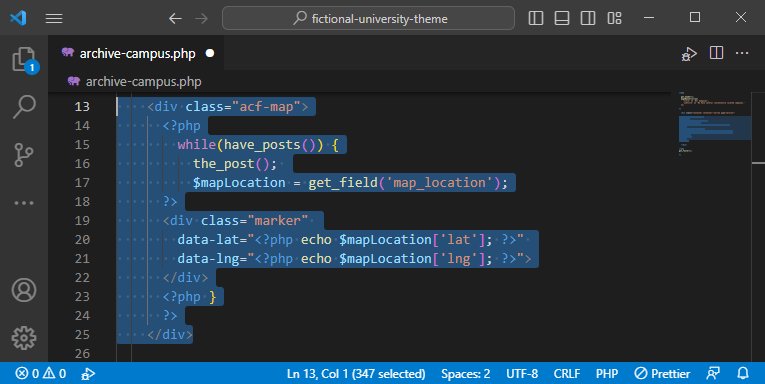 fictional-university-theme
archive-campus.php
archive-campus.php
1
13 <div class="acf-map">
14 <?php
15 while(have_posts()) {
16 the_post();
17 $mapLocation = get_field('map_location');
18 ?>
19 <div class="marker"
20 data-lat="<?php echo $mapLocation['lat']; ?>"
21 data-lng="<?php echo $mapLocation['lng']; ?>">
22 </div>
23 <?php }
24 ?>
25 </div>
26
0 0 Ln 13, Col 1 (347 selected) Spaces: 2 UTF-8 CRLF PHP Prettier